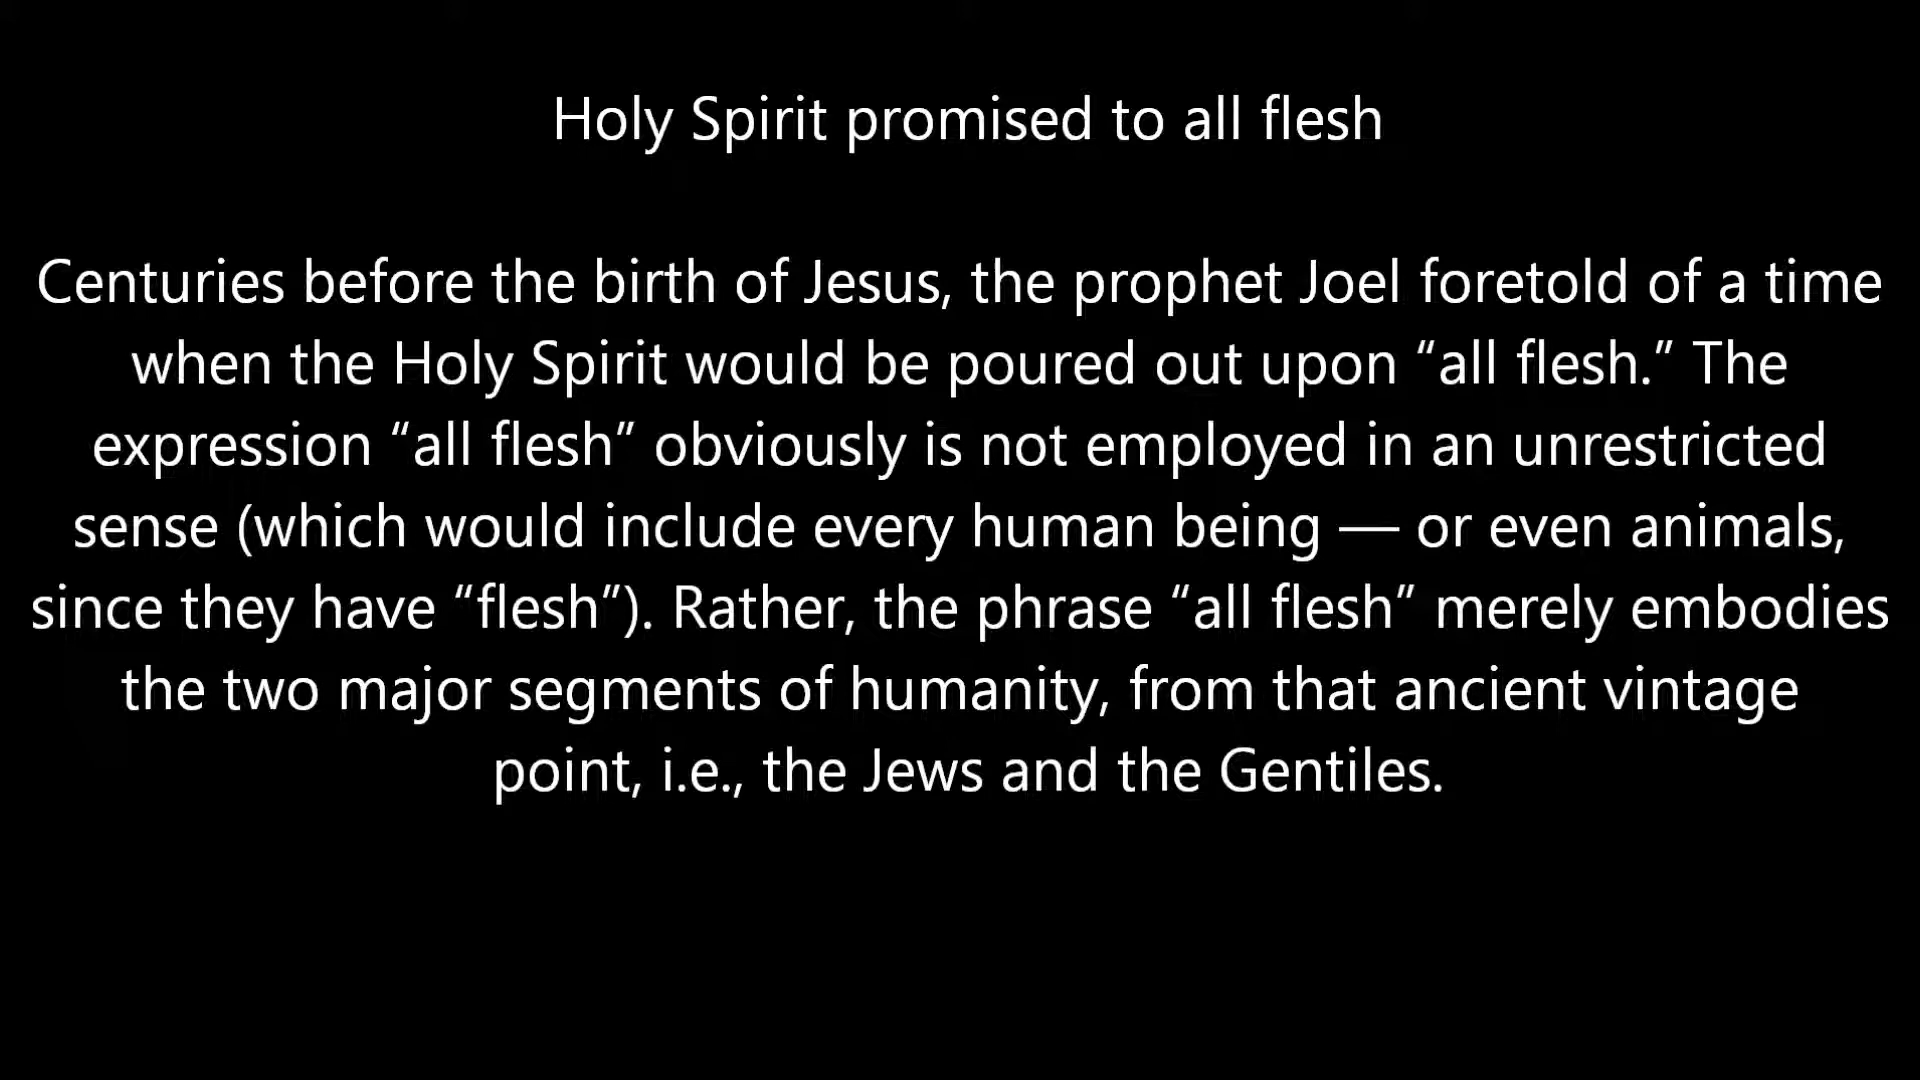 Holy Spirit promised to all flesh
Centuries before the birth of Jesus, the prophet Joel foretold of a time
when the Holy Spirit would be poured out upon “all flesh.” The
expression “all flesh” obviously is not employed in an unrestricted
sense (which would include every human being — or even animals,
since they have “flesh”). Rather, the phrase “all flesh” merely embodies
the two major segments of humanity, from that ancient vintage
point, i.e., the Jews and the Gentiles.